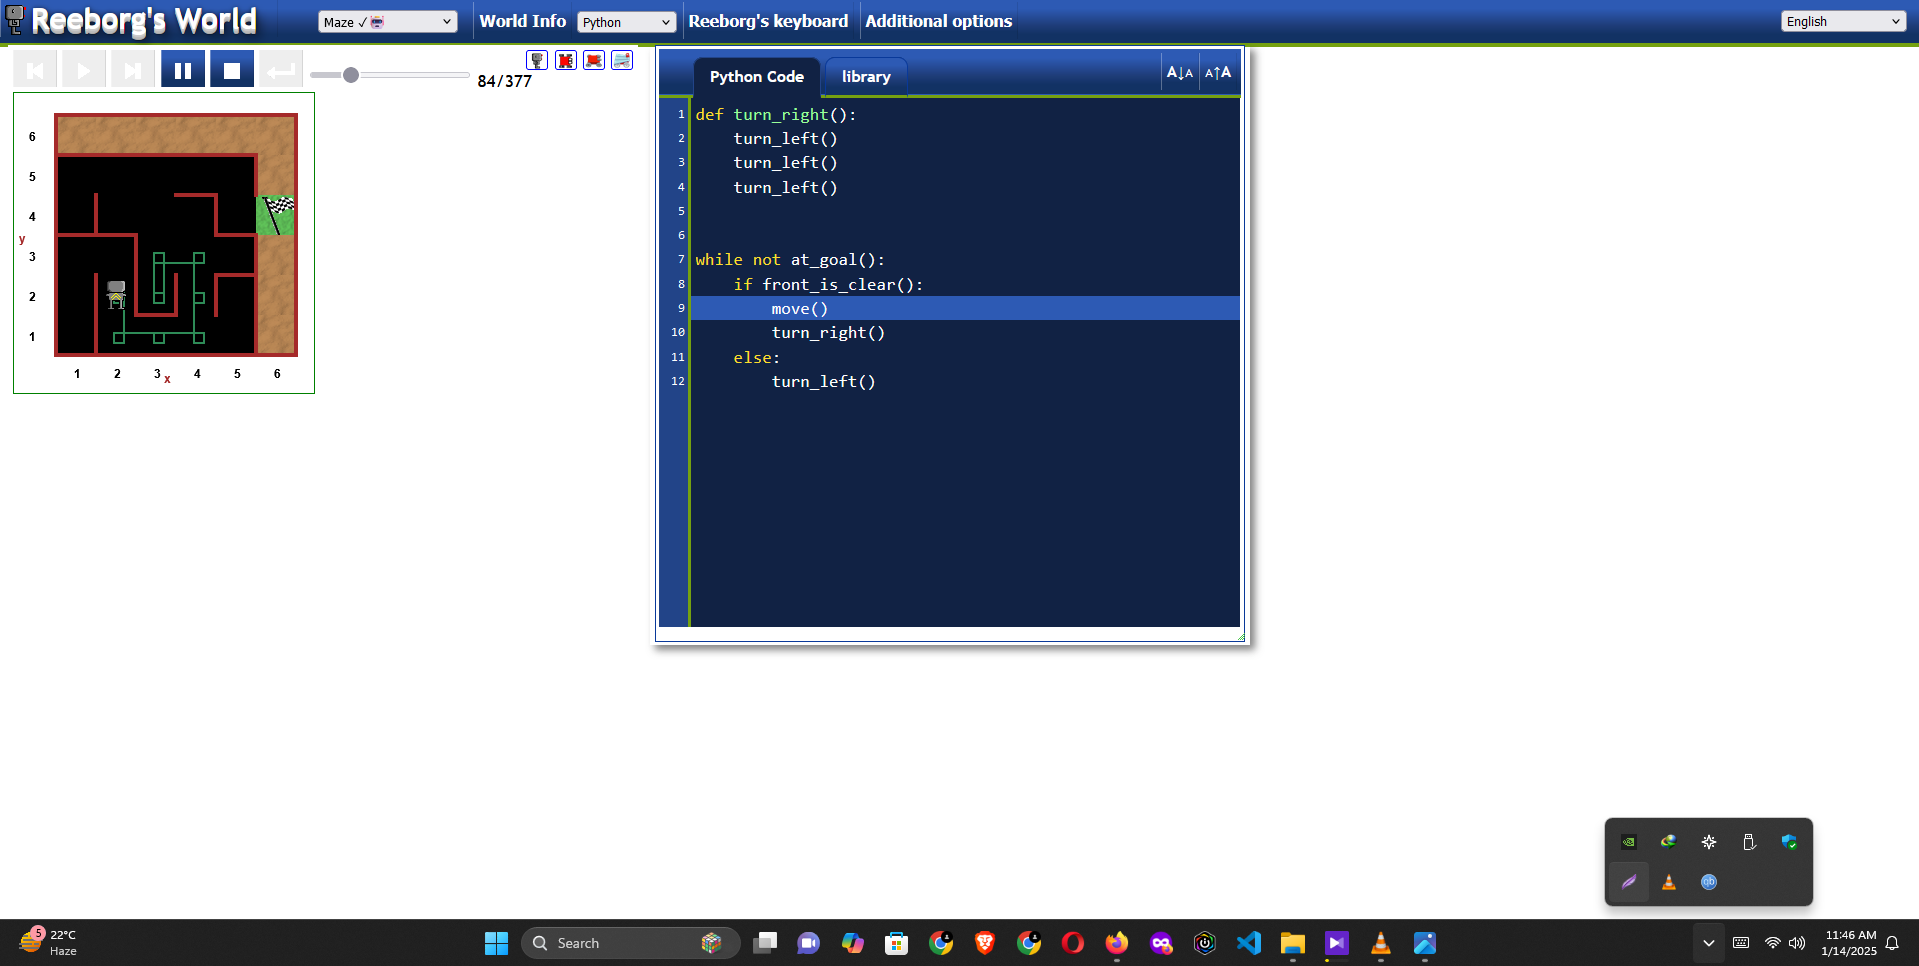 Reeborg's World
Maze ✓
World Info
Python
Reeborg's keyboard
Additional options
English
84/377
Python Code
library
A↓A
A↑A
6
5
4
y
3
2
1
1 2 3 x 4 5 6
1 def turn_right():
2     turn_left()
3     turn_left()
4     turn_left()
5
6
7 while not at_goal():
8     if front_is_clear():
9         move()
10         turn_right()
11     else:
12         turn_left()
5
22°C
Haze
Search
qb
11:46 AM
1/14/2025